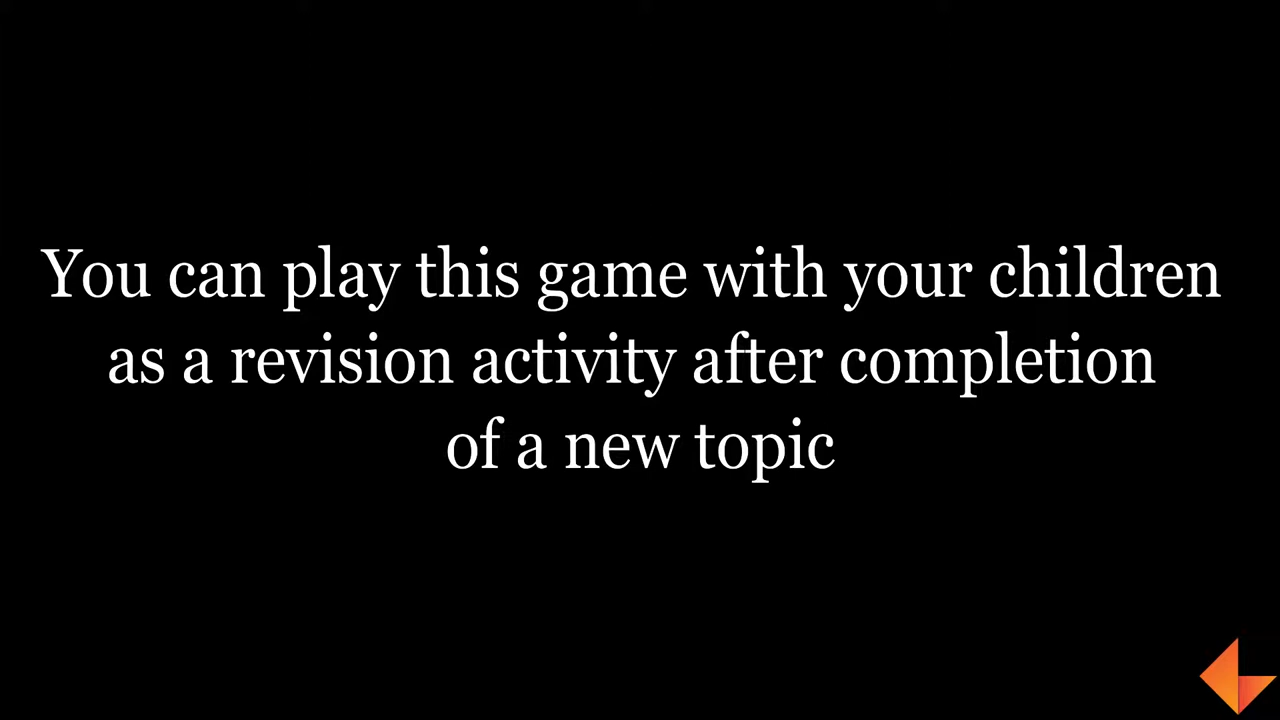 You can play this game with your children
as a revision activity after completion
of a new topic